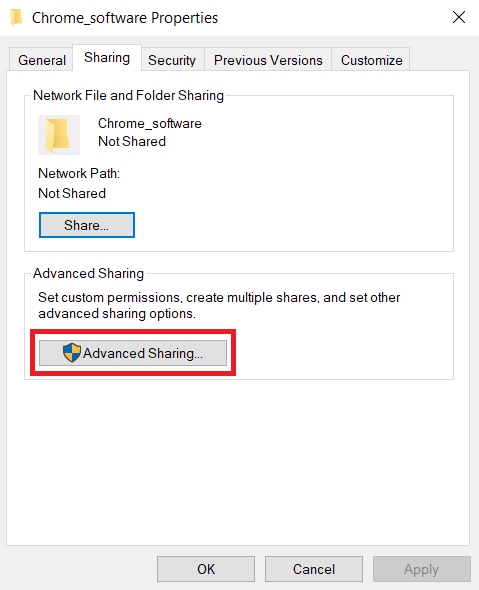 Chrome_software Properties
General Sharing Security Previous Versions Customize
Network File and Folder Sharing
Chrome_software
Not Shared
Network Path:
Not Shared
Share...
Advanced Sharing
Set custom permissions, create multiple shares, and set other
advanced sharing options.
Advanced Sharing...
OK Cancel Apply